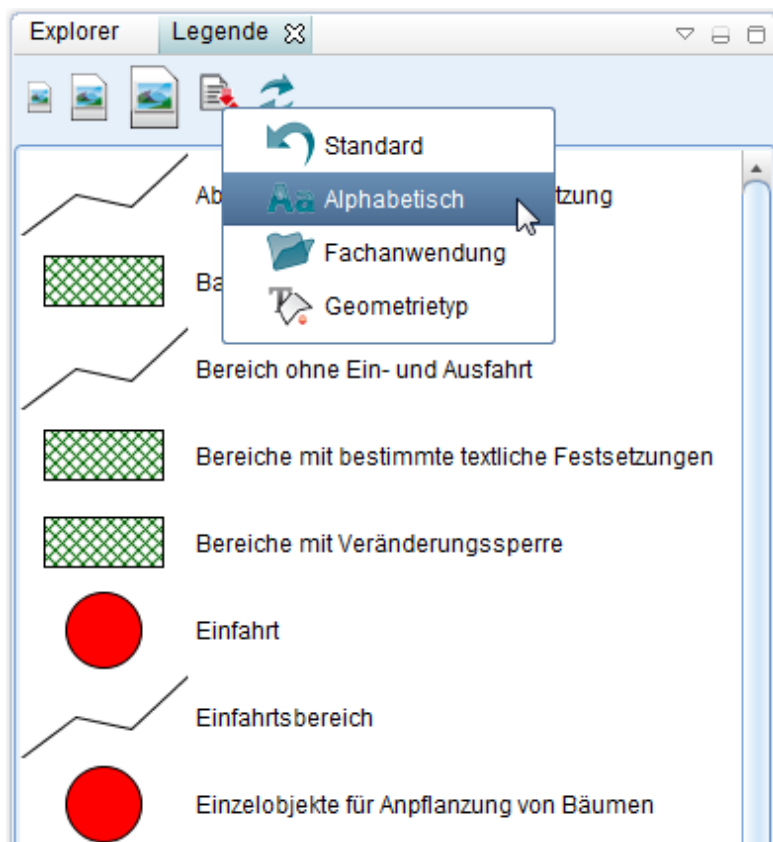 Explorer
Legende
Standard
Alphabetisch
tzung
Fachanwendung
Geometrietyp
Bereich ohne Ein- und Ausfahrt
Bereiche mit bestimmte textliche Festsetzungen
Bereiche mit Veränderungssperre
Einfahrt
Einfahrtsbereich
Einzelobjekte für Anpflanzung von Bäumen